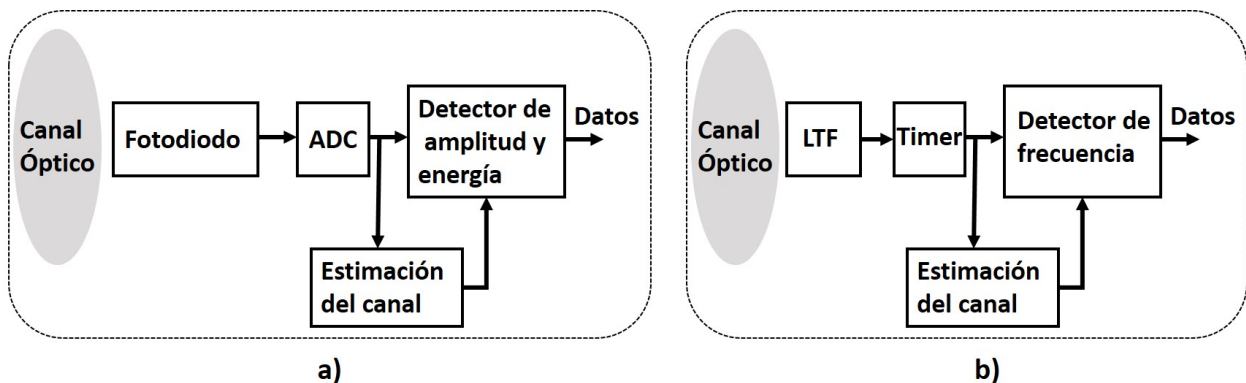 Canal
Óptico
Fotodiodo
ADC
Detector de
amplitud y
energía
Datos
Estimación
del canal
a)
Canal
Óptico
LTF
Timer
Detector de
frecuencia
Datos
Estimación
del canal
b)